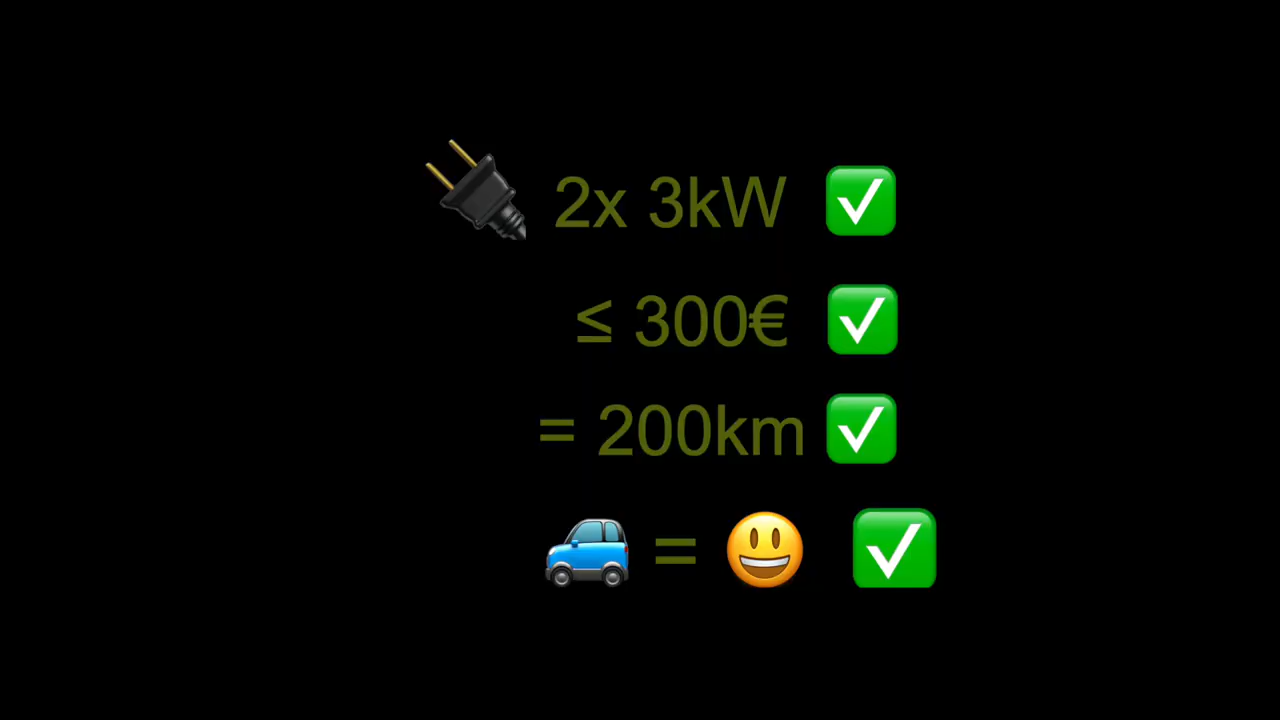 🔌 2x 3kW ✅
≤ 300€ ✅
= 200km ✅
🚙 = 😃 ✅